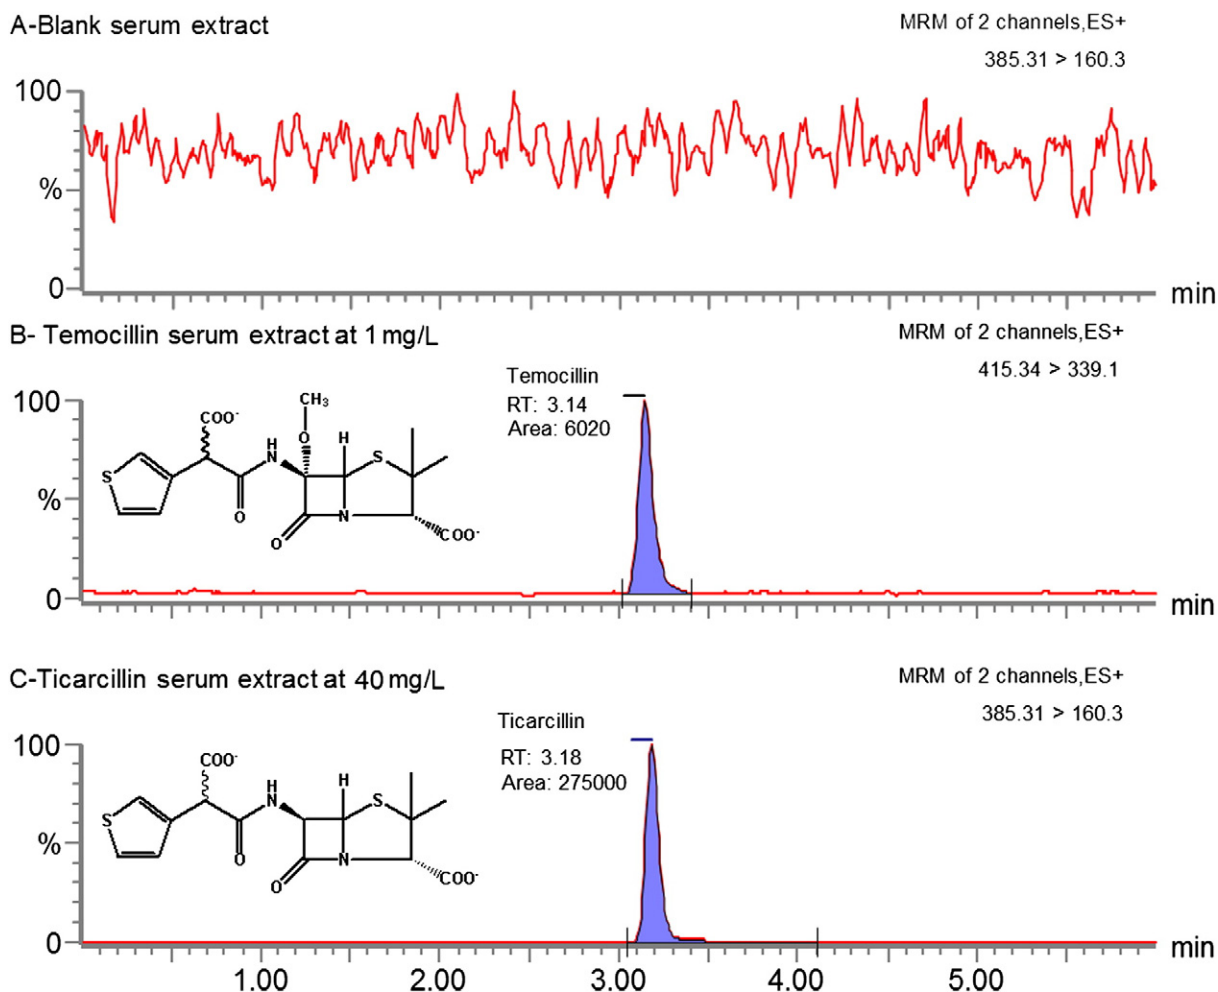 A-Blank serum extract
MRM of 2 channels,ES+
385.31 > 160.3
100
%
0
min
B- Temocillin serum extract at 1 mg/L
MRM of 2 channels,ES+
415.34 > 339.1
Temocillin
RT: 3.14
Area: 6020
100
%
0
min
CH3
O
COO-
H
N
H
S
S
O
O
N
COO-
C-Ticarcillin serum extract at 40 mg/L
MRM of 2 channels,ES+
385.31 > 160.3
Ticarcillin
RT: 3.18
Area: 275000
100
%
0
min
COO-
H
N
H
S
S
O
O
N
COO-
1.00 2.00 3.00 4.00 5.00